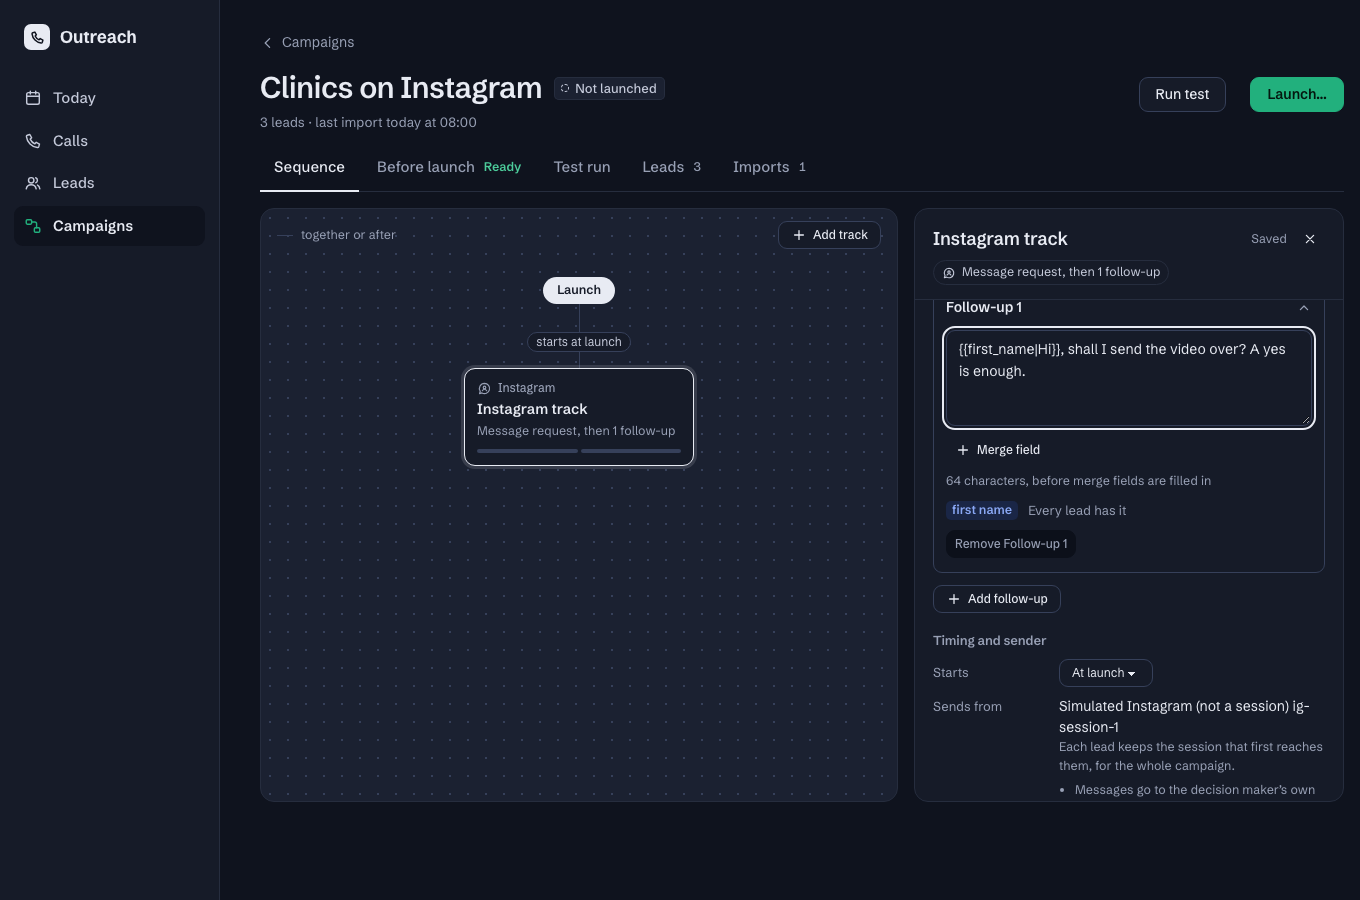 Outreach
Today
Calls
Leads
Campaigns
Campaigns
Clinics on Instagram
Not launched
3 leads · last import today at 08:00
Run test
Launch...
Sequence
Before launch Ready
Test run
Leads 3
Imports 1
together or after
Add track
Launch
starts at launch
Instagram
Instagram track
Message request, then 1 follow-up
Instagram track
Saved
Message request, then 1 follow-up
Follow-up 1
{{first_name|Hi}}, shall I send the video over? A yes
is enough.
Merge field
64 characters, before merge fields are filled in
first name Every lead has it
Remove Follow-up 1
Add follow-up
Timing and sender
Starts
At launch
Sends from
Simulated Instagram (not a session) ig-
session-1
Each lead keeps the session that first reaches
them, for the whole campaign.
• Messages go to the decision maker's own